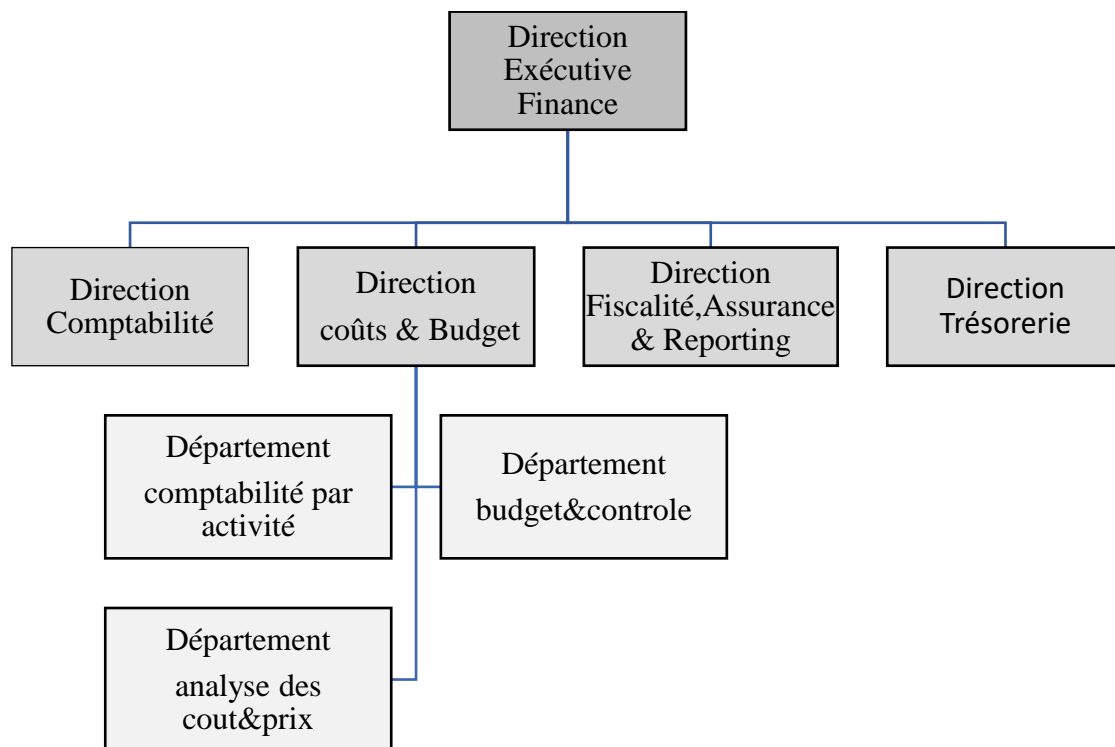 Direction
Exécutive
Finance
Direction
Comptabilité
Direction
coûts & Budget
Direction
Fiscalité,Assurance
& Reporting
Direction
Trésorerie
Département
comptabilité par
activité
Département
budget&controle
Département
analyse des
cout&prix